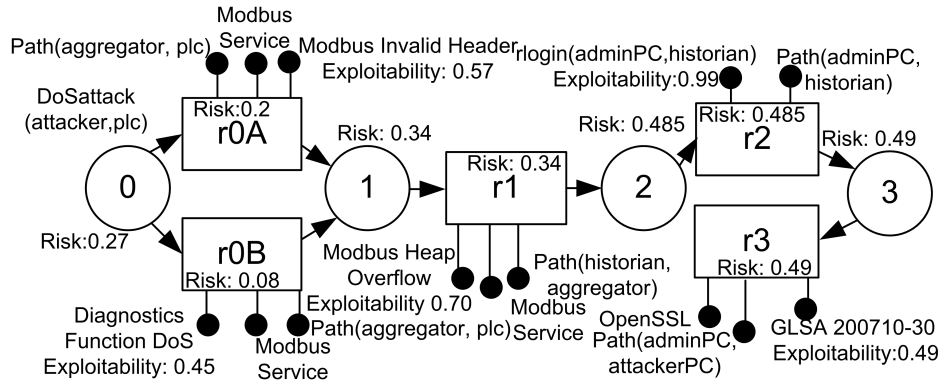 Modbus
Service
Path(aggregator, plc)
Modbus Invalid Header
Exploitability: 0.57
rlogin(adminPC,historian)
Exploitability:0.99
Path(adminPC,
historian)
DoSattack
(attacker,plc)
Risk:0.2
r0A
Risk: 0.34
Risk: 0.485
Risk: 0.485
r2
Risk: 0.49
0
1
Risk: 0.34
r1
2
3
Risk:0.27
r0B
Risk: 0.08
r3
Risk: 0.49
Modbus Heap
Overflow
Exploitability 0.70
Path(aggregator, plc)
Path(historian,
aggregator)
Modbus
Service
Diagnostics
Function DoS
Exploitability: 0.45
Modbus
Service
OpenSSL
Path(adminPC,
attackerPC)
GLSA 200710-30
Exploitability:0.49